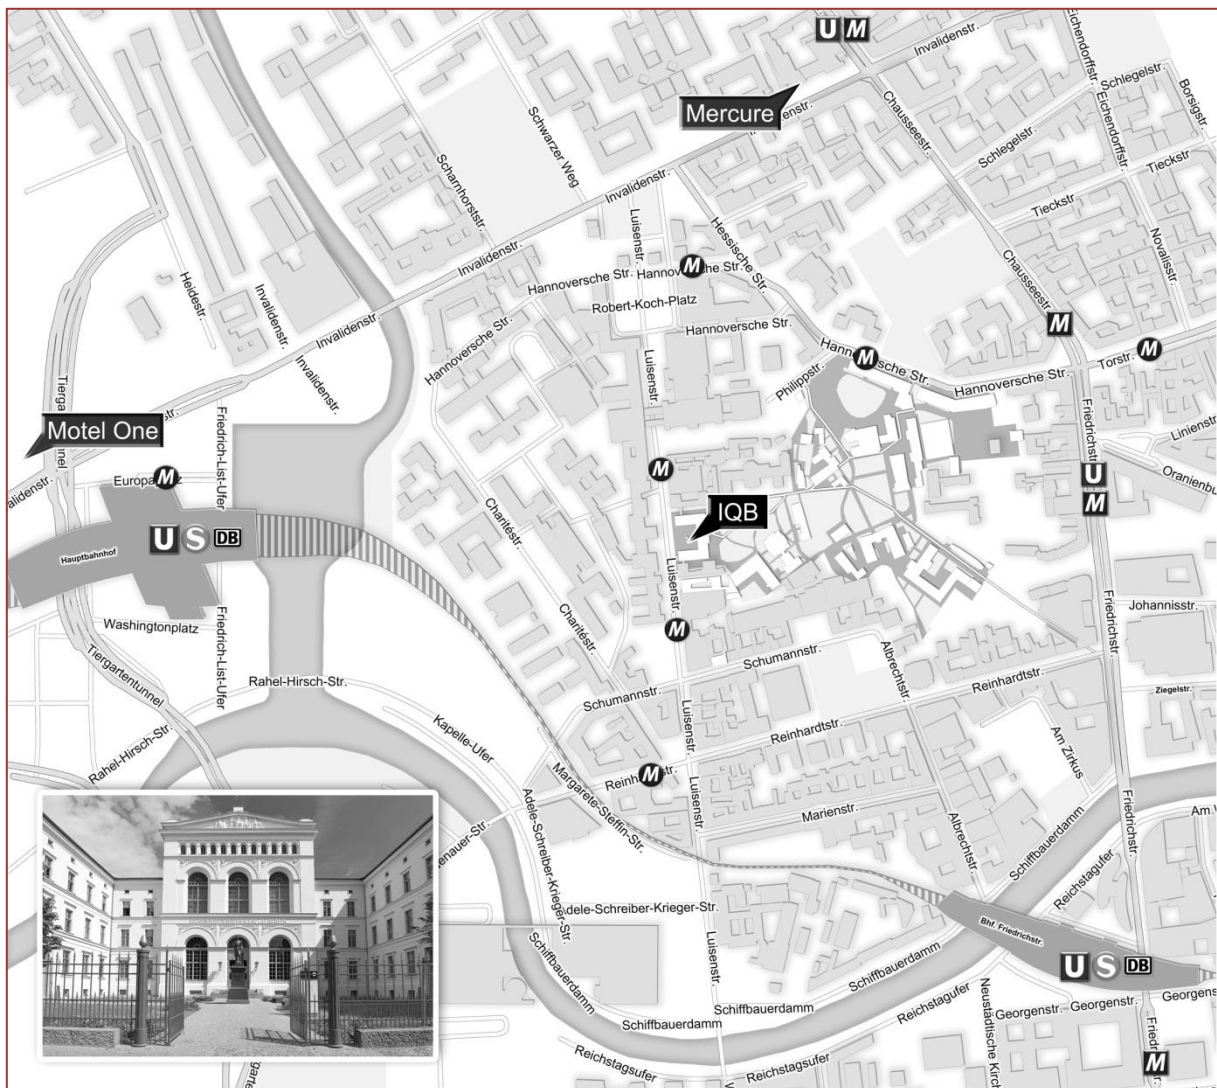 U M
Invalidenstr.
Eichendorffstr.
Schlegelstr.
Borsigstr.
Mercure
Chausseestr.
Eichendorffstr.
Schlegelstr.
Schwarzer Weg
Scharnhorststr.
Tieckstr
Tieckstr.
Invalidenstr.
Luisenstr.
Hessische Str.
Novalisstr.
Invalidenstr.
Hannoversche Str.
M
Chausseestr.
Heidestr.
Invalidenstr.
Robert-Koch-Platz
Invalidenstr.
Hannoversche Str.
Hannoversche Str.
M
Torstr.
M
M
Hannoversche Str.
Invalidenstr.
Luisenstr.
Philippstr.
Friedrich-List-Ufer
Motel One
Friedrichstr.
Linienstr
M
M
U
M
IQB
Charitéstr.
U S DB
Hauptbahnhof
Luisenstr.
Washingtonplatz
Friedrich-List-Ufer
Charitéstr.
M
Friedrichstr.
Johannisstr.
Tiergartentunnel
Schumannstr.
Albrechtstr.
Rahel-Hirsch-Str.
Schumannstr.
Reinhardtstr.
Ziegelstr.
Luisenstr.
Reinhardtstr.
Kapelle-Ufer
Rahel-Hirsch-Str.
Am Zirkus
M
Margarete-Steffin-Str.
Luisenstr.
Marienstr.
Friedrichstr.
Adele-Schreiber-Krieger-Str.
Albrechtstr.
Schiffbauerdamm
Reichstagufer
Adele-Schreiber-Krieger-Str.
Bhf. Friedrichstr.
Schiffbauerdamm
Luisenstr.
Schiffbauerdamm
U S DB
Schiffbauerdamm
Schiffbauerdamm
Reichstagufer
Georgenstr.
Georgenstr.
Reichstagsufer
Reichstagsufer
M